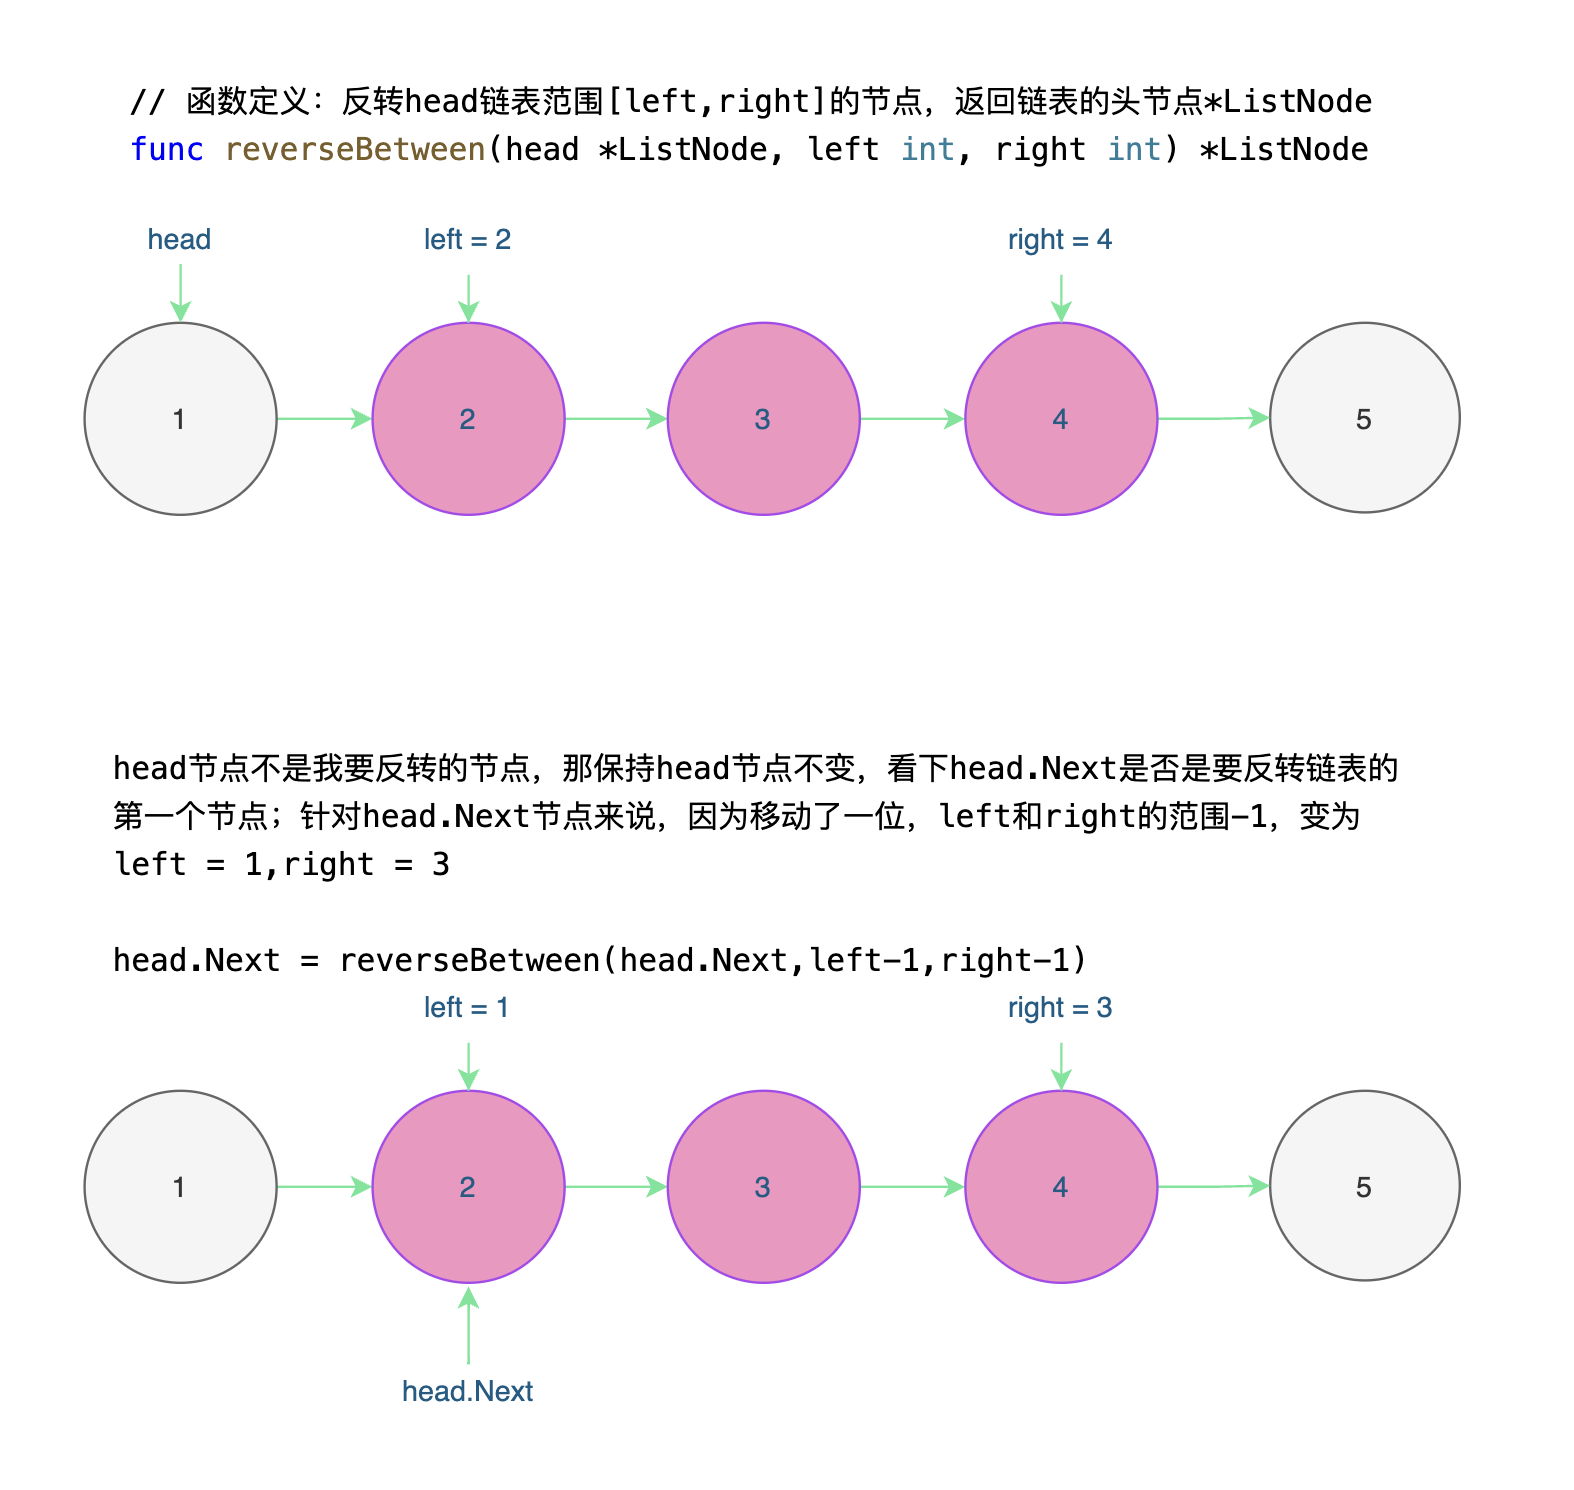 // 函数定义：反转head链表范围[left,right]的节点，返回链表的头节点*ListNode
func reverseBetween(head *ListNode, left int, right int) *ListNode
head left = 2 right = 4
1 2 3 4 5
head节点不是我要反转的节点，那保持head节点不变，看下head.Next是否是要反转链表的
第一个节点；针对head.Next节点来说，因为移动了一位，left和right的范围-1，变为
left = 1,right = 3
head.Next = reverseBetween(head.Next,left-1,right-1)
left = 1 right = 3
1 2 3 4 5
head.Next